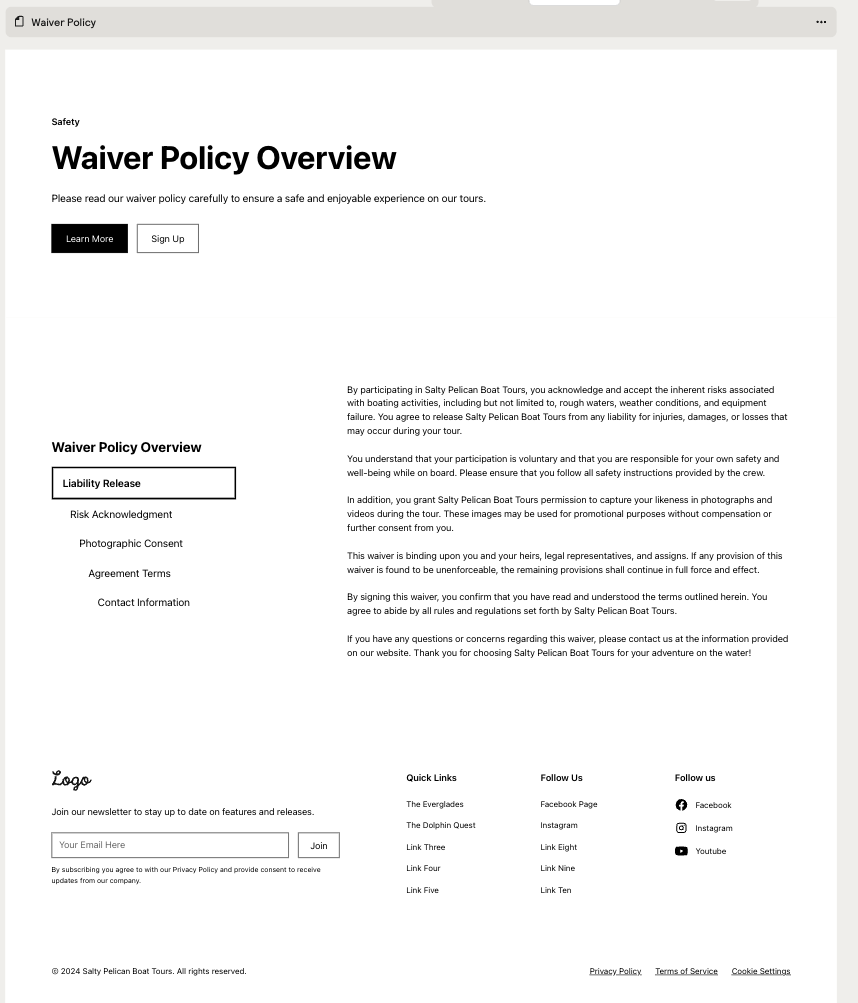 Waiver Policy
Safety
Waiver Policy Overview
Please read our waiver policy carefully to ensure a safe and enjoyable experience on our tours.
Learn More
Sign Up
Waiver Policy Overview
Liability Release
Risk Acknowledgment
Photographic Consent
Agreement Terms
Contact Information
By participating in Salty Pelican Boat Tours, you acknowledge and accept the inherent risks associated
with boating activities, including but not limited to, rough waters, weather conditions, and equipment
failure. You agree to release Salty Pelican Boat Tours from any liability for injuries, damages, or losses that
may occur during your tour.
You understand that your participation is voluntary and that you are responsible for your own safety and
well-being while on board. Please ensure that you follow all safety instructions provided by the crew.
In addition, you grant Salty Pelican Boat Tours permission to capture your likeness in photographs and
videos during the tour. These images may be used for promotional purposes without compensation or
further consent from you.
This waiver is binding upon you and your heirs, legal representatives, and assigns. If any provision of this
waiver is found to be unenforceable, the remaining provisions shall continue in full force and effect.
By signing this waiver, you confirm that you have read and understood the terms outlined herein. You
agree to abide by all rules and regulations set forth by Salty Pelican Boat Tours.
If you have any questions or concerns regarding this waiver, please contact us at the information provided
on our website. Thank you for choosing Salty Pelican Boat Tours for your adventure on the water!
Logo
Join our newsletter to stay up to date on features and releases.
Your Email Here
Join
By subscribing you agree to with our Privacy Policy and provide consent to receive
updates from our company.
Quick Links
The Everglades
The Dolphin Quest
Link Three
Link Four
Link Five
Follow Us
Facebook Page
Instagram
Link Eight
Link Nine
Link Ten
Follow us
Facebook
Instagram
Youtube
© 2024 Salty Pelican Boat Tours. All rights reserved.
Privacy Policy
Terms of Service
Cookie Settings